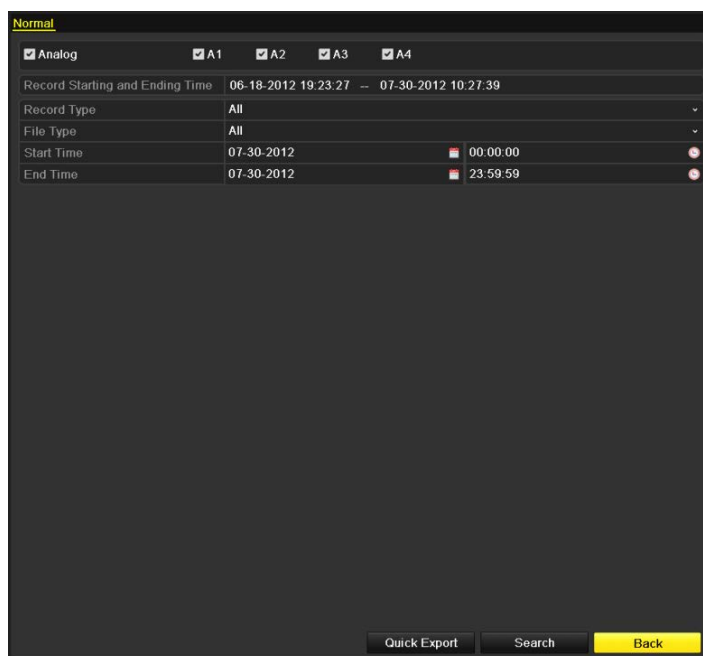 Normal
Analog A1 A2 A3 A4
Record Starting and Ending Time 06-18-2012 19:23:27 -- 07-30-2012 10:27:39
Record Type All
File Type All
Start Time 07-30-2012 00:00:00
End Time 07-30-2012 23:59:59
Quick Export Search Back